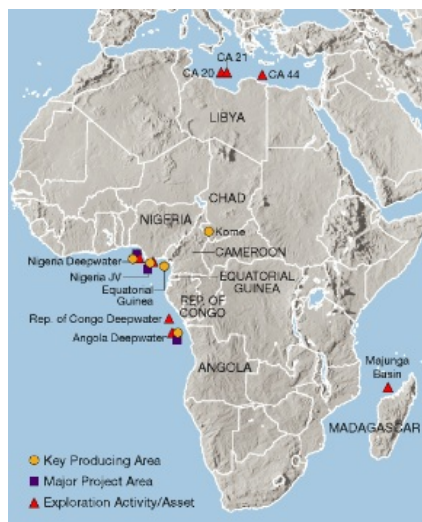 CA 21
CA 20
CA 44
LIBYA
CHAD
NIGERIA
Kome
CAMEROON
Nigeria Deepwater
Nigeria JV
EQUATORIAL
GUINEA
Equatorial
Guinea
REP. OF
CONGO
Rep. of Congo Deepwater
Angola Deepwater
ANGOLA
Majunga
Basin
MADAGASCAR
Key Producing Area
Major Project Area
Exploration Activity/Asset